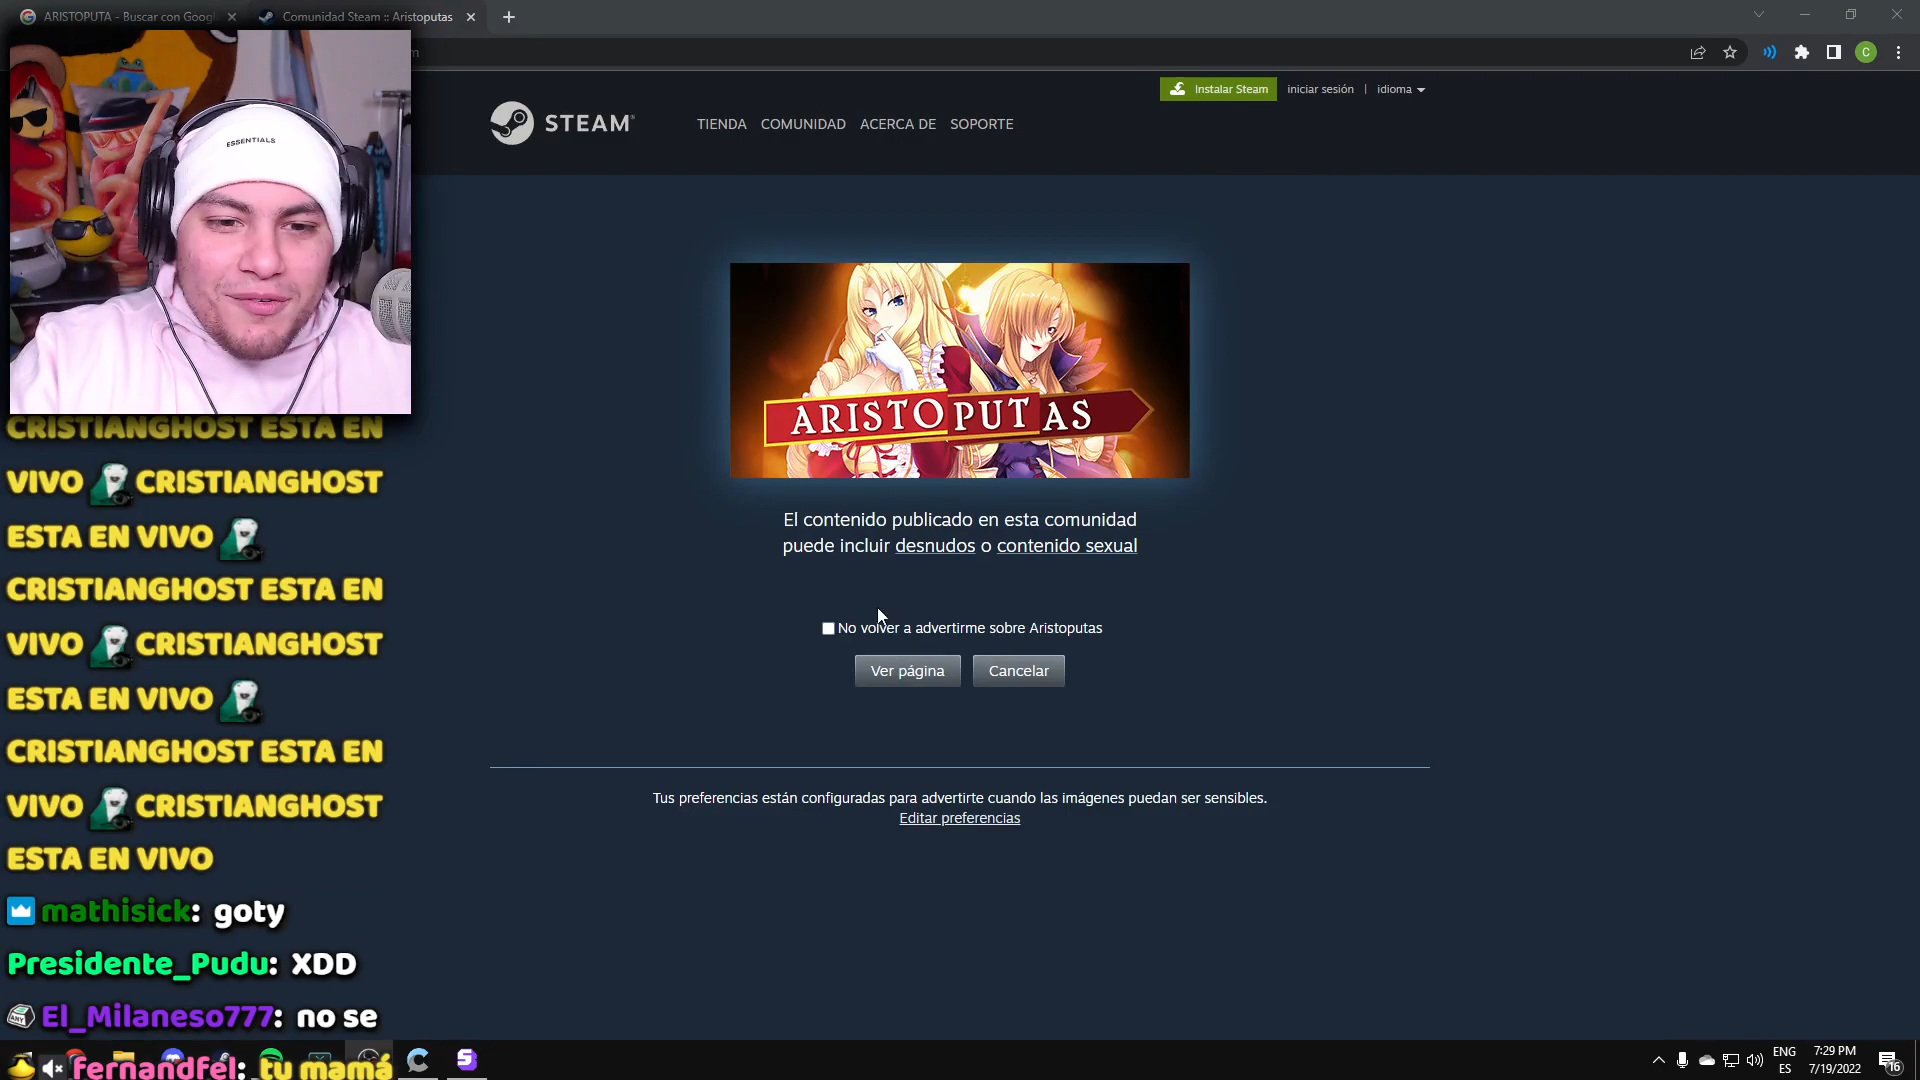 ARISTOPUTA - Buscar con Googl
Comunidad Steam :: Aristoputas
Instalar Steam
iniciar sesión | idioma
STEAM
TIENDA COMUNIDAD ACERCA DE SOPORTE
ESSENTIALS
ARISTOPUTAS
El contenido publicado en esta comunidad
puede incluir desnudos o contenido sexual
No volver a advertirme sobre Aristoputas
Ver página
Cancelar
Tus preferencias están configuradas para advertirte cuando las imágenes puedan ser sensibles.
Editar preferencias
CRISTIANGHOST ESTA EN
VIVO CRISTIANGHOST
ESTA EN VIVO
CRISTIANGHOST ESTA EN
VIVO CRISTIANGHOST
ESTA EN VIVO
CRISTIANGHOST ESTA EN
VIVO CRISTIANGHOST
ESTA EN VIVO
mathisick: goty
Presidente_Pudu: XDD
El_Milaneso777: no se
fernandfel: tu mamá
ENG
ES
7:29 PM
7/19/2022
16